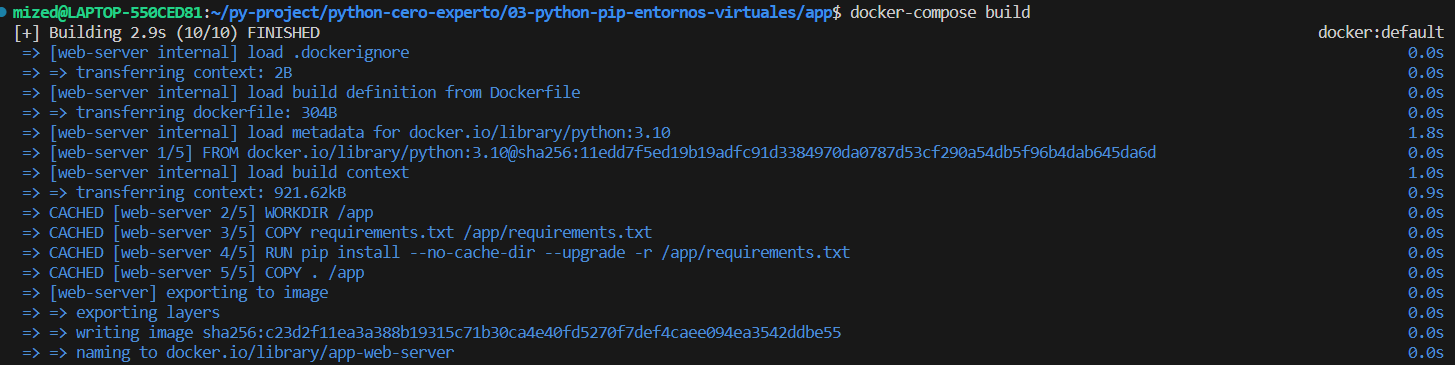 mized@LAPTOP-550CED81:~/py-project/python-cero-experto/03-python-pip-entornos-virtuales/app$ docker-compose build
[+] Building 2.9s (10/10) FINISHED docker:default
=> [web-server internal] load .dockerignore 0.0s
=> => transferring context: 2B 0.0s
=> [web-server internal] load build definition from Dockerfile 0.0s
=> => transferring dockerfile: 304B 0.0s
=> [web-server internal] load metadata for docker.io/library/python:3.10 1.8s
=> [web-server 1/5] FROM docker.io/library/python:3.10@sha256:11edd7f5ed19b19adfc91d3384970da0787d53cf290a54db5f96b4dab645da6d 0.0s
=> [web-server internal] load build context 1.0s
=> => transferring context: 921.62kB 0.9s
=> CACHED [web-server 2/5] WORKDIR /app 0.0s
=> CACHED [web-server 3/5] COPY requirements.txt /app/requirements.txt 0.0s
=> CACHED [web-server 4/5] RUN pip install --no-cache-dir --upgrade -r /app/requirements.txt 0.0s
=> CACHED [web-server 5/5] COPY . /app 0.0s
=> [web-server] exporting to image 0.0s
=> => exporting layers 0.0s
=> => writing image sha256:c23d2f11ea3a388b19315c71b30ca4e40fd5270f7def4caee094ea3542ddbe55 0.0s
=> => naming to docker.io/library/app-web-server 0.0s